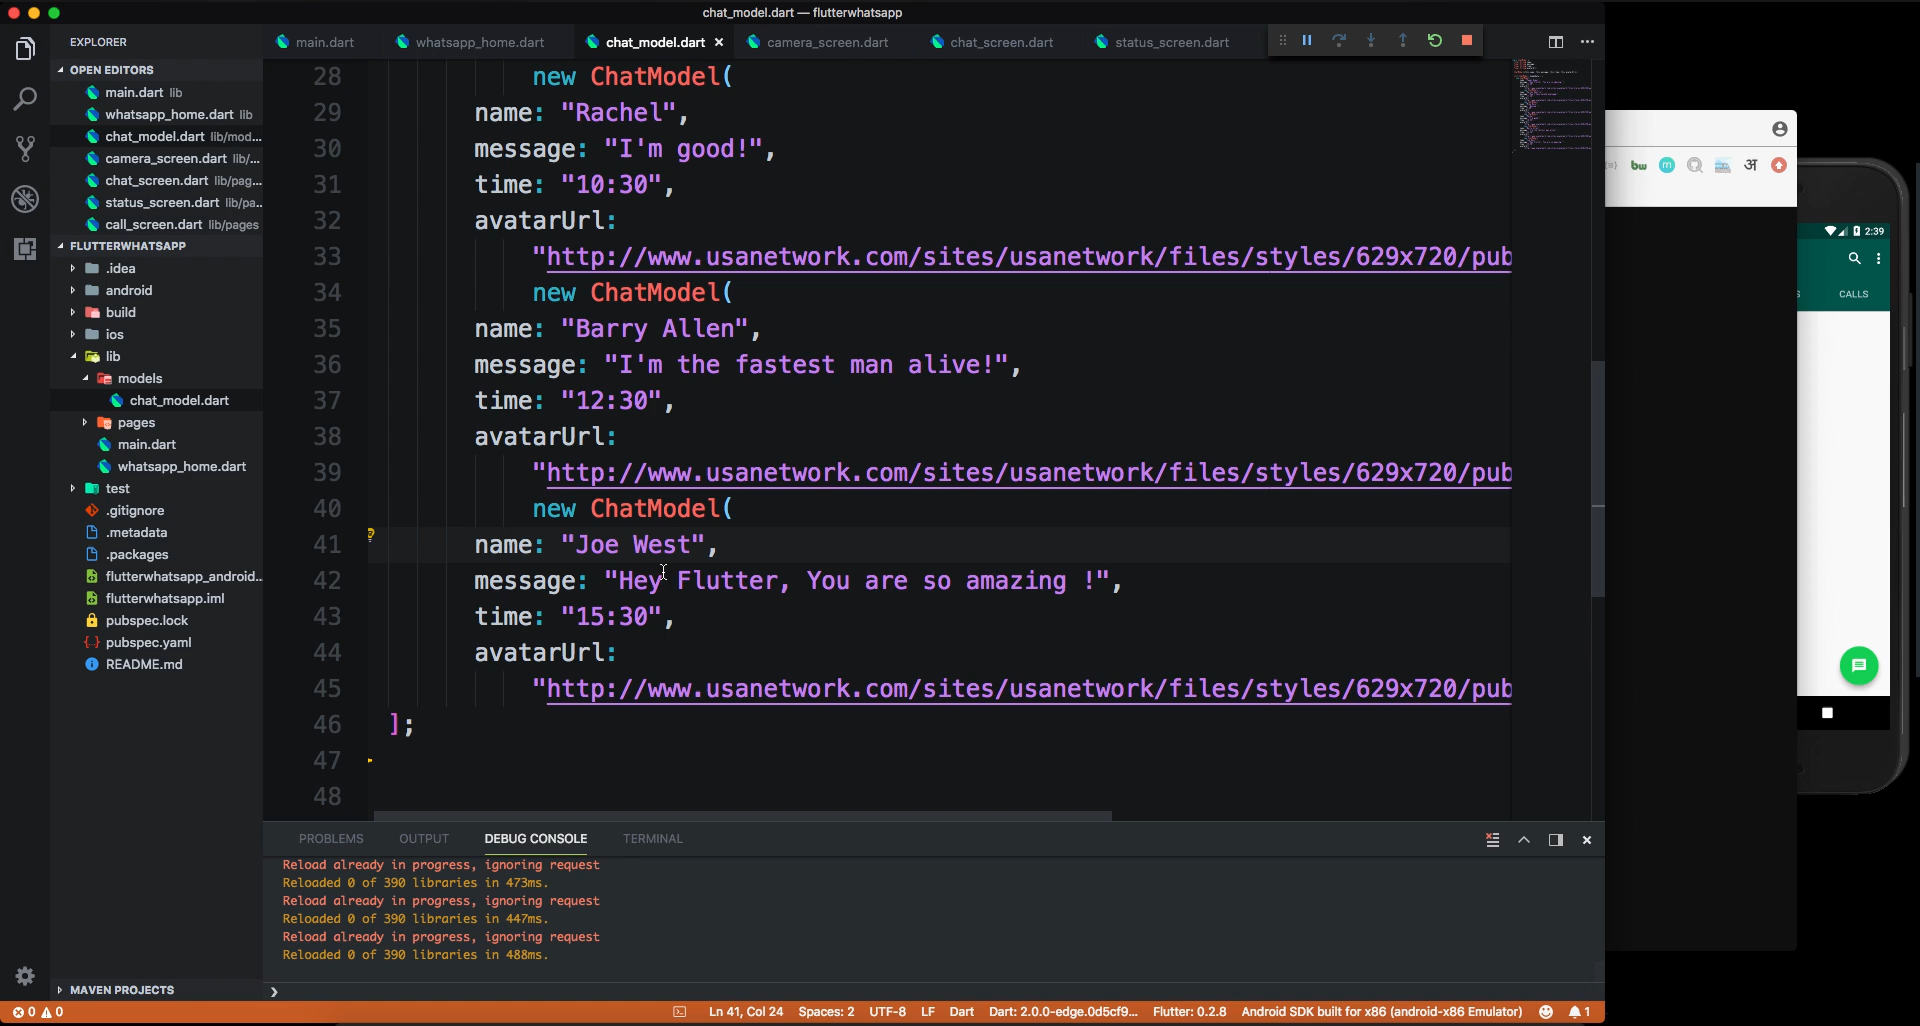 chat_model.dart — flutterwhatsapp
EXPLORER
main.dart
whatsapp_home.dart
chat_model.dart
camera_screen.dart
chat_screen.dart
status_screen.dart
OPEN EDITORS
main.dart lib
whatsapp_home.dart lib
chat_model.dart lib/mod...
camera_screen.dart lib/...
chat_screen.dart lib/pag...
status_screen.dart lib/pa...
call_screen.dart lib/pages
FLUTTERWHATSAPP
.idea
android
build
ios
lib
models
chat_model.dart
pages
main.dart
whatsapp_home.dart
test
.gitignore
.metadata
.packages
flutterwhatsapp_android...
flutterwhatsapp.iml
pubspec.lock
pubspec.yaml
README.md
MAVEN PROJECTS
28 new ChatModel(
29 name: "Rachel",
30 message: "I'm good!",
31 time: "10:30",
32 avatarUrl:
33 "http://www.usanetwork.com/sites/usanetwork/files/styles/629x720/pub
34 new ChatModel(
35 name: "Barry Allen",
36 message: "I'm the fastest man alive!",
37 time: "12:30",
38 avatarUrl:
39 "http://www.usanetwork.com/sites/usanetwork/files/styles/629x720/pub
40 new ChatModel(
41 name: "Joe West",
42 message: "Hey Flutter, You are so amazing !",
43 time: "15:30",
44 avatarUrl:
45 "http://www.usanetwork.com/sites/usanetwork/files/styles/629x720/pub
46 ];
47
48
PROBLEMS OUTPUT DEBUG CONSOLE TERMINAL
Reload already in progress, ignoring request
Reloaded 0 of 390 libraries in 473ms.
Reload already in progress, ignoring request
Reloaded 0 of 390 libraries in 447ms.
Reload already in progress, ignoring request
Reloaded 0 of 390 libraries in 488ms.
0 0
Ln 41, Col 24 Spaces: 2 UTF-8 LF Dart Dart: 2.0.0-edge.0d5cf9... Flutter: 0.2.8 Android SDK built for x86 (android-x86 Emulator) 1
bw m अ
2:39
S CALLS